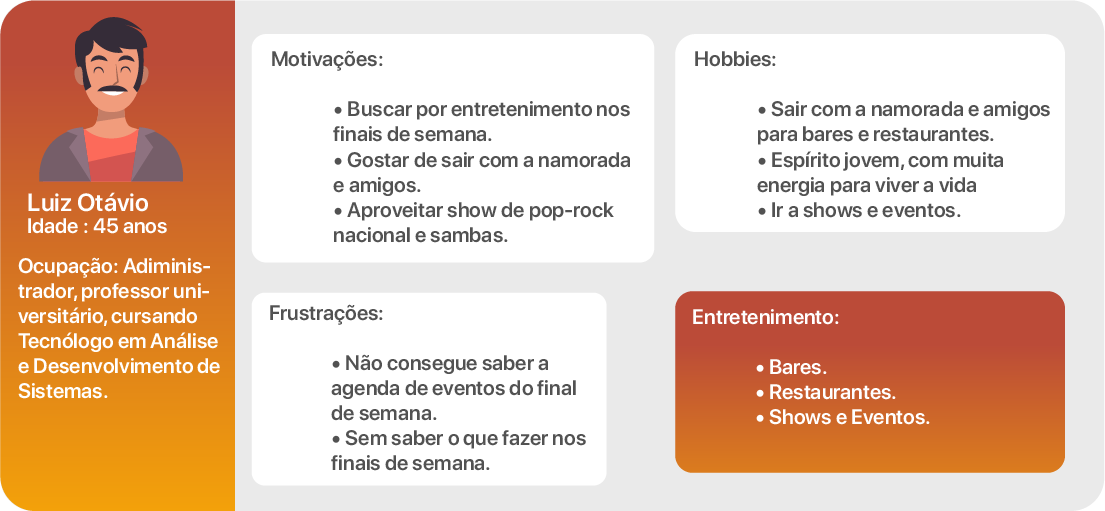 Luiz Otávio
Idade : 45 anos
Ocupação: Adiminis-
trador, professor uni-
versitário, cursando
Tecnólogo em Análise
e Desenvolvimento de
Sistemas.
Motivações:
• Buscar por entretenimento nos
finais de semana.
• Gostar de sair com a namorada
e amigos.
• Aproveitar show de pop-rock
nacional e sambas.
Hobbies:
• Sair com a namorada e amigos
para bares e restaurantes.
• Espírito jovem, com muita
energia para viver a vida
• Ir a shows e eventos.
Frustrações:
• Não consegue saber a
agenda de eventos do final
de semana.
• Sem saber o que fazer nos
finais de semana.
Entretenimento:
• Bares.
• Restaurantes.
• Shows e Eventos.